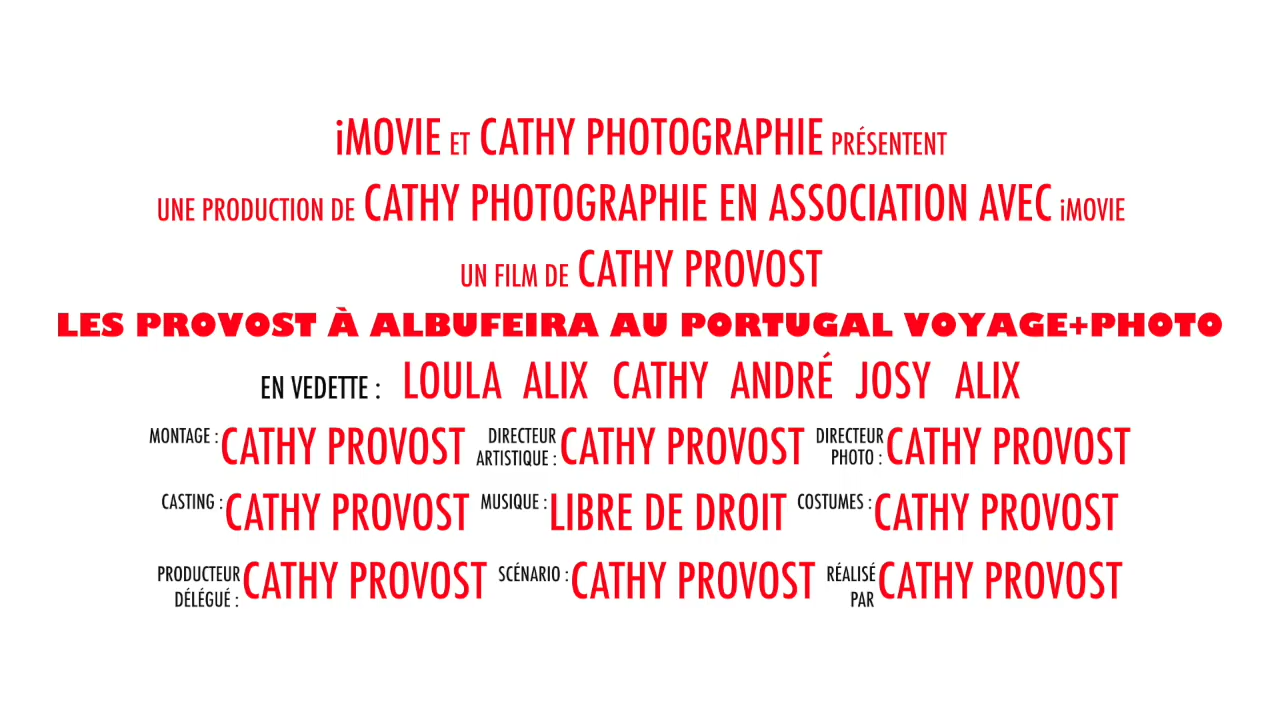 iMOVIE ET CATHY PHOTOGRAPHIE PRÉSENTENT
UNE PRODUCTION DE CATHY PHOTOGRAPHIE EN ASSOCIATION AVEC iMOVIE
UN FILM DE CATHY PROVOST
LES PROVOST À ALBUFEIRA AU PORTUGAL VOYAGE+PHOTO
EN VEDETTE : LOULA ALIX CATHY ANDRÉ JOSY ALIX
MONTAGE : CATHY PROVOST DIRECTEUR ARTISTIQUE : CATHY PROVOST DIRECTEUR PHOTO : CATHY PROVOST
CASTING : CATHY PROVOST MUSIQUE : LIBRE DE DROIT COSTUMES : CATHY PROVOST
PRODUCTEUR DÉLÉGUÉ : CATHY PROVOST SCÉNARIO : CATHY PROVOST RÉALISÉ PAR CATHY PROVOST